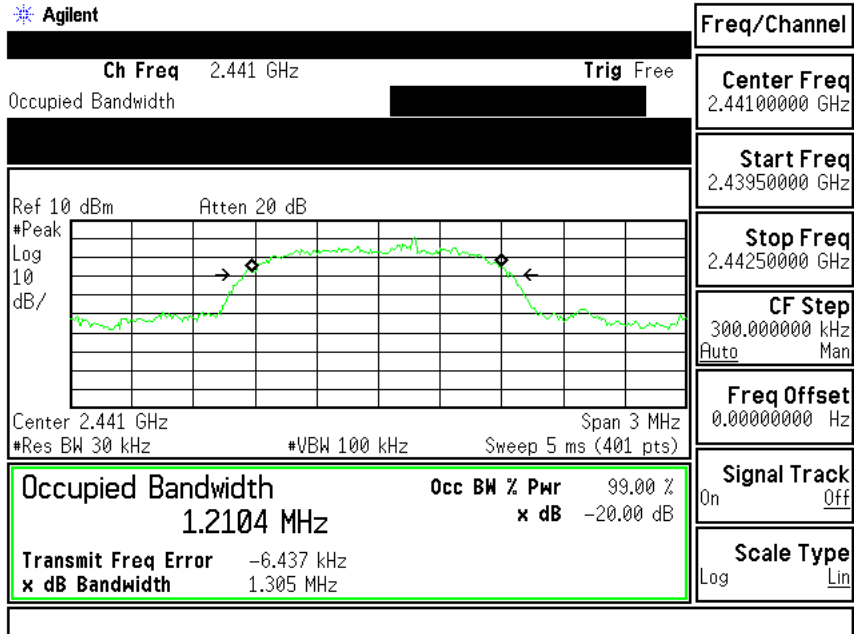 Agilent
Freq/Channel
Ch Freq 2.441 GHz Trig Free
Occupied Bandwidth
Center Freq
2.44100000 GHz
Start Freq
2.43950000 GHz
Stop Freq
2.44250000 GHz
CF Step
300.000000 kHz
Auto Man
Freq Offset
0.00000000 Hz
Signal Track
On Off
Scale Type
Log Lin
Ref 10 dBm Atten 20 dB
#Peak
Log
10
dB/
Center 2.441 GHz Span 3 MHz
#Res BW 30 kHz #VBW 100 kHz Sweep 5 ms (401 pts)
Occupied Bandwidth Occ BW % Pwr 99.00 %
1.2104 MHz x dB -20.00 dB
Transmit Freq Error -6.437 kHz
x dB Bandwidth 1.305 MHz